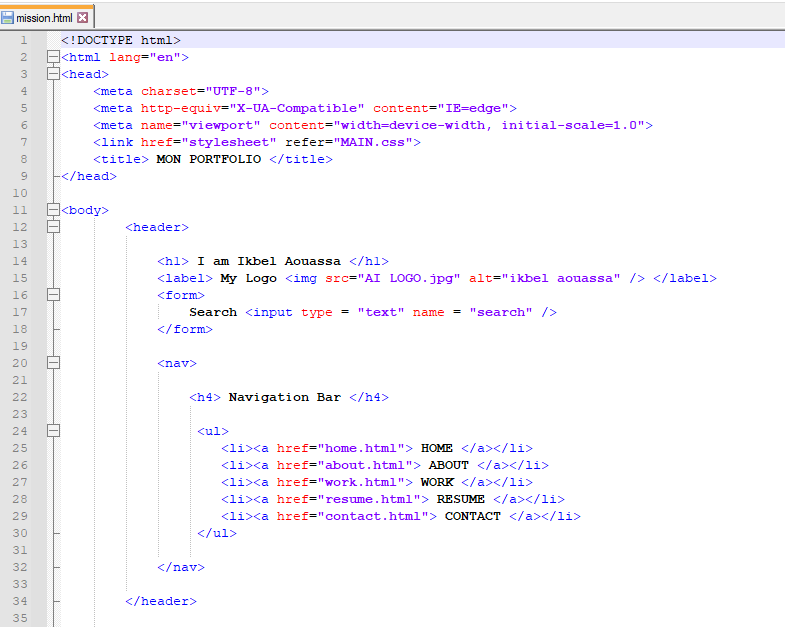 mission.html
1 <!DOCTYPE html>
2 <html lang="en">
3 <head>
4 <meta charset="UTF-8">
5 <meta http-equiv="X-UA-Compatible" content="IE=edge">
6 <meta name="viewport" content="width=device-width, initial-scale=1.0">
7 <link href="stylesheet" refer="MAIN.css">
8 <title> MON PORTFOLIO </title>
9 </head>
10
11 <body>
12 <header>
13
14 <h1> I am Ikbel Aouassa </h1>
15 <label> My Logo <img src="AI LOGO.jpg" alt="ikbel aouassa" /> </label>
16 <form>
17 Search <input type = "text" name = "search" />
18 </form>
19
20 <nav>
21
22 <h4> Navigation Bar </h4>
23
24 <ul>
25 <li><a href="home.html"> HOME </a></li>
26 <li><a href="about.html"> ABOUT </a></li>
27 <li><a href="work.html"> WORK </a></li>
28 <li><a href="resume.html"> RESUME </a></li>
29 <li><a href="contact.html"> CONTACT </a></li>
30 </ul>
31
32 </nav>
33
34 </header>
35